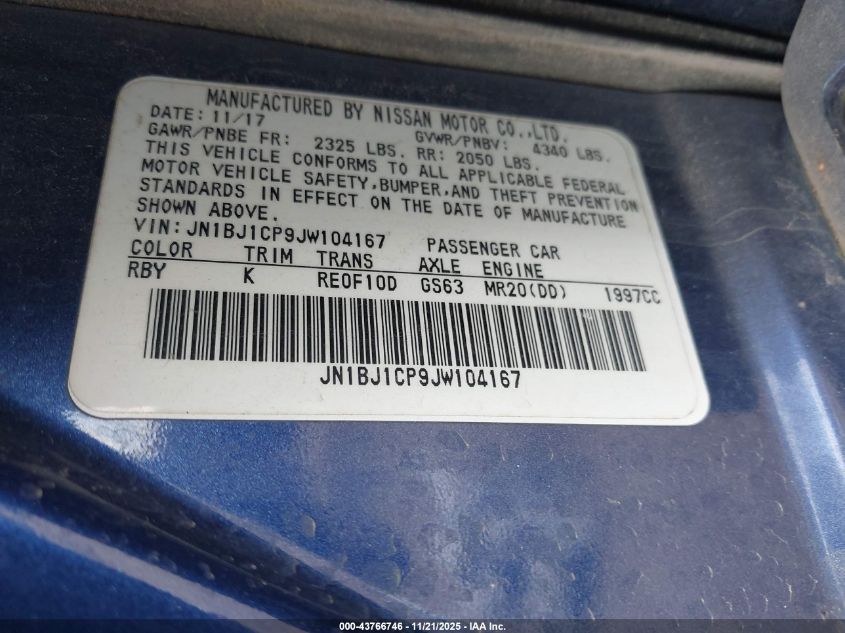 MANUFACTURED BY NISSAN MOTOR CO.,LTD.
DATE: 11/17 GVWR/PNBV: 4340 LBS.
GAWR/PNBE FR: 2325 LBS. RR: 2050 LBS.
THIS VEHICLE CONFORMS TO ALL APPLICABLE FEDERAL
MOTOR VEHICLE SAFETY,BUMPER,AND THEFT PREVENTION
STANDARDS IN EFFECT ON THE DATE OF MANUFACTURE
SHOWN ABOVE.
VIN:JN1BJ1CP9JW104167 PASSENGER CAR
COLOR TRIM TRANS AXLE ENGINE
RBY K RE0F10D GS63 MR20(DD) 1997CC
JN1BJ1CP9JW104167
000-43766746 - 11/21/2025 - IAA Inc.